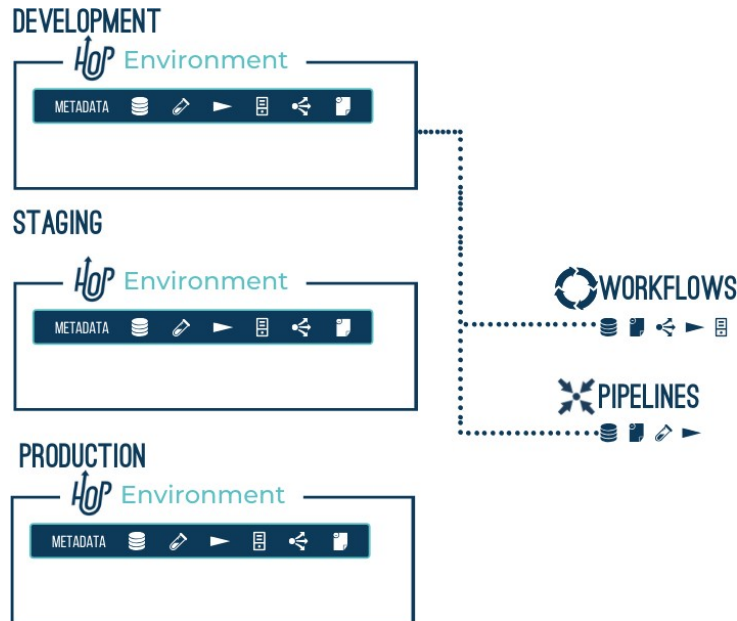 DEVELOPMENT
HOP Environment
METADATA
STAGING
HOP Environment
METADATA
WORKFLOWS
PIPELINES
PRODUCTION
HOP Environment
METADATA